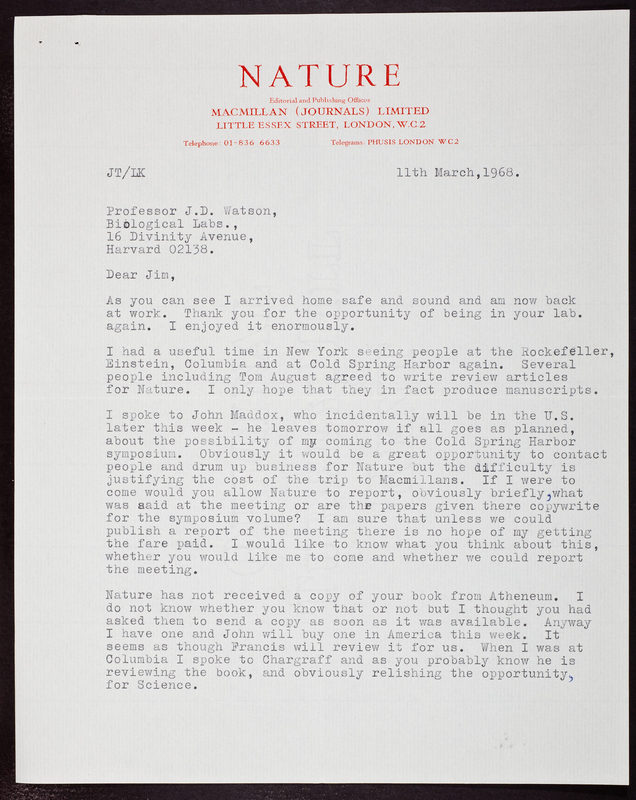 NATURE
Editorial and Publishing Offices
MACMILLAN (JOURNALS) LIMITED
LITTLE ESSEX STREET, LONDON, W.C.2
Telephone: 01-836 6633 Telegrams: PHUSIS LONDON W C 2
JT/LK 11th March,1968.
Professor J.D. Watson,
Biological Labs.,
16 Divinity Avenue,
Harvard 02138.
Dear Jim,
As you can see I arrived home safe and sound and am now back
at work. Thank you for the opportunity of being in your lab.
again. I enjoyed it enormously.
I had a useful time in New York seeing people at the Rockefeller,
Einstein, Columbia and at Cold Spring Harbor again. Several
people including Tom August agreed to write review articles
for Nature. I only hope that they in fact produce manuscripts.
I spoke to John Maddox, who incidentally will be in the U.S.
later this week - he leaves tomorrow if all goes as planned,
about the possibility of my coming to the Cold Spring Harbor
symposium. Obviously it would be a great opportunity to contact
people and drum up business for Nature but the difficulty is
justifying the cost of the trip to Macmillans. If I were to
come would you allow Nature to report, obviously briefly,what
was said at the meeting or are the papers given there copywrite
for the symposium volume? I am sure that unless we could
publish a report of the meeting there is no hope of my getting
the fare paid. I would like to know what you think about this,
whether you would like me to come and whether we could report
the meeting.
Nature has not received a copy of your book from Atheneum. I
do not know whether you know that or not but I thought you had
asked them to send a copy as soon as it was available. Anyway
I have one and John will buy one in America this week. It
seems as though Francis will review it for us. When I was at
Columbia I spoke to Chargraff and as you probably know he is
reviewing the book, and obviously relishing the opportunity,
for Science.